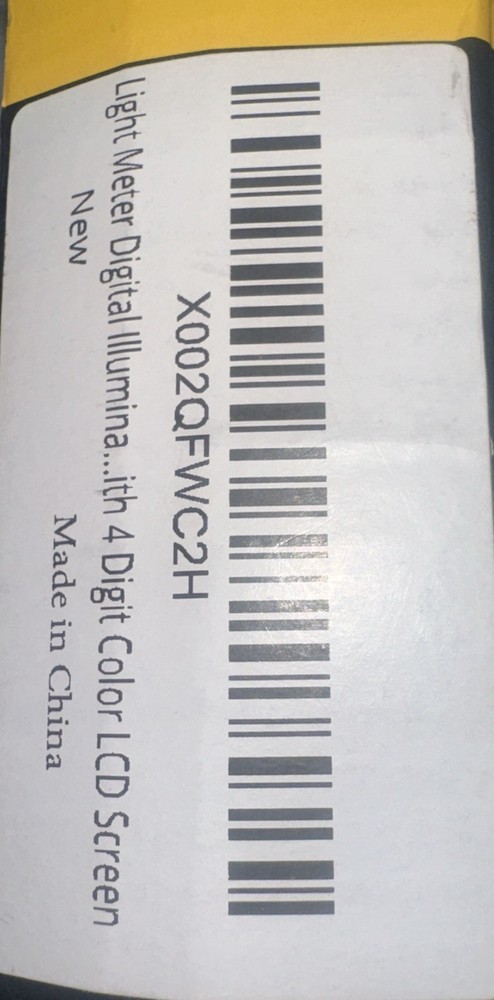 X002QFWC2H
Light Meter Digital Illumina...ith 4 Digit Color LCD Screen
New
Made in China